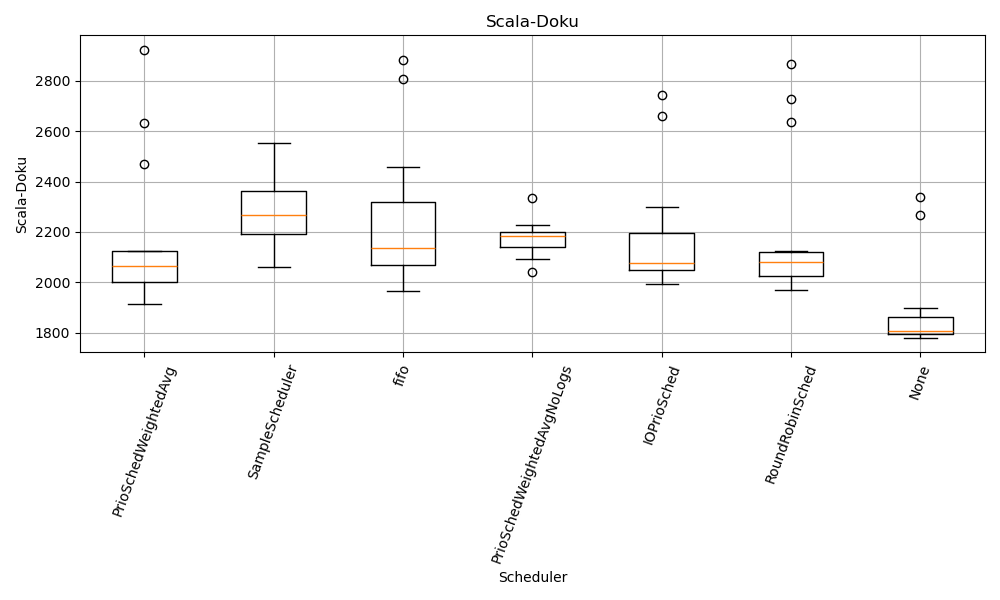 Scala-Doku
Scala-Doku
2800
2600
2400
2200
2000
1800
PrioSchedWeightedAvg
SampleScheduler
fifo
PrioSchedWeightedAvgNoLogs
IOPrioSched
RoundRobinSched
None
Scheduler